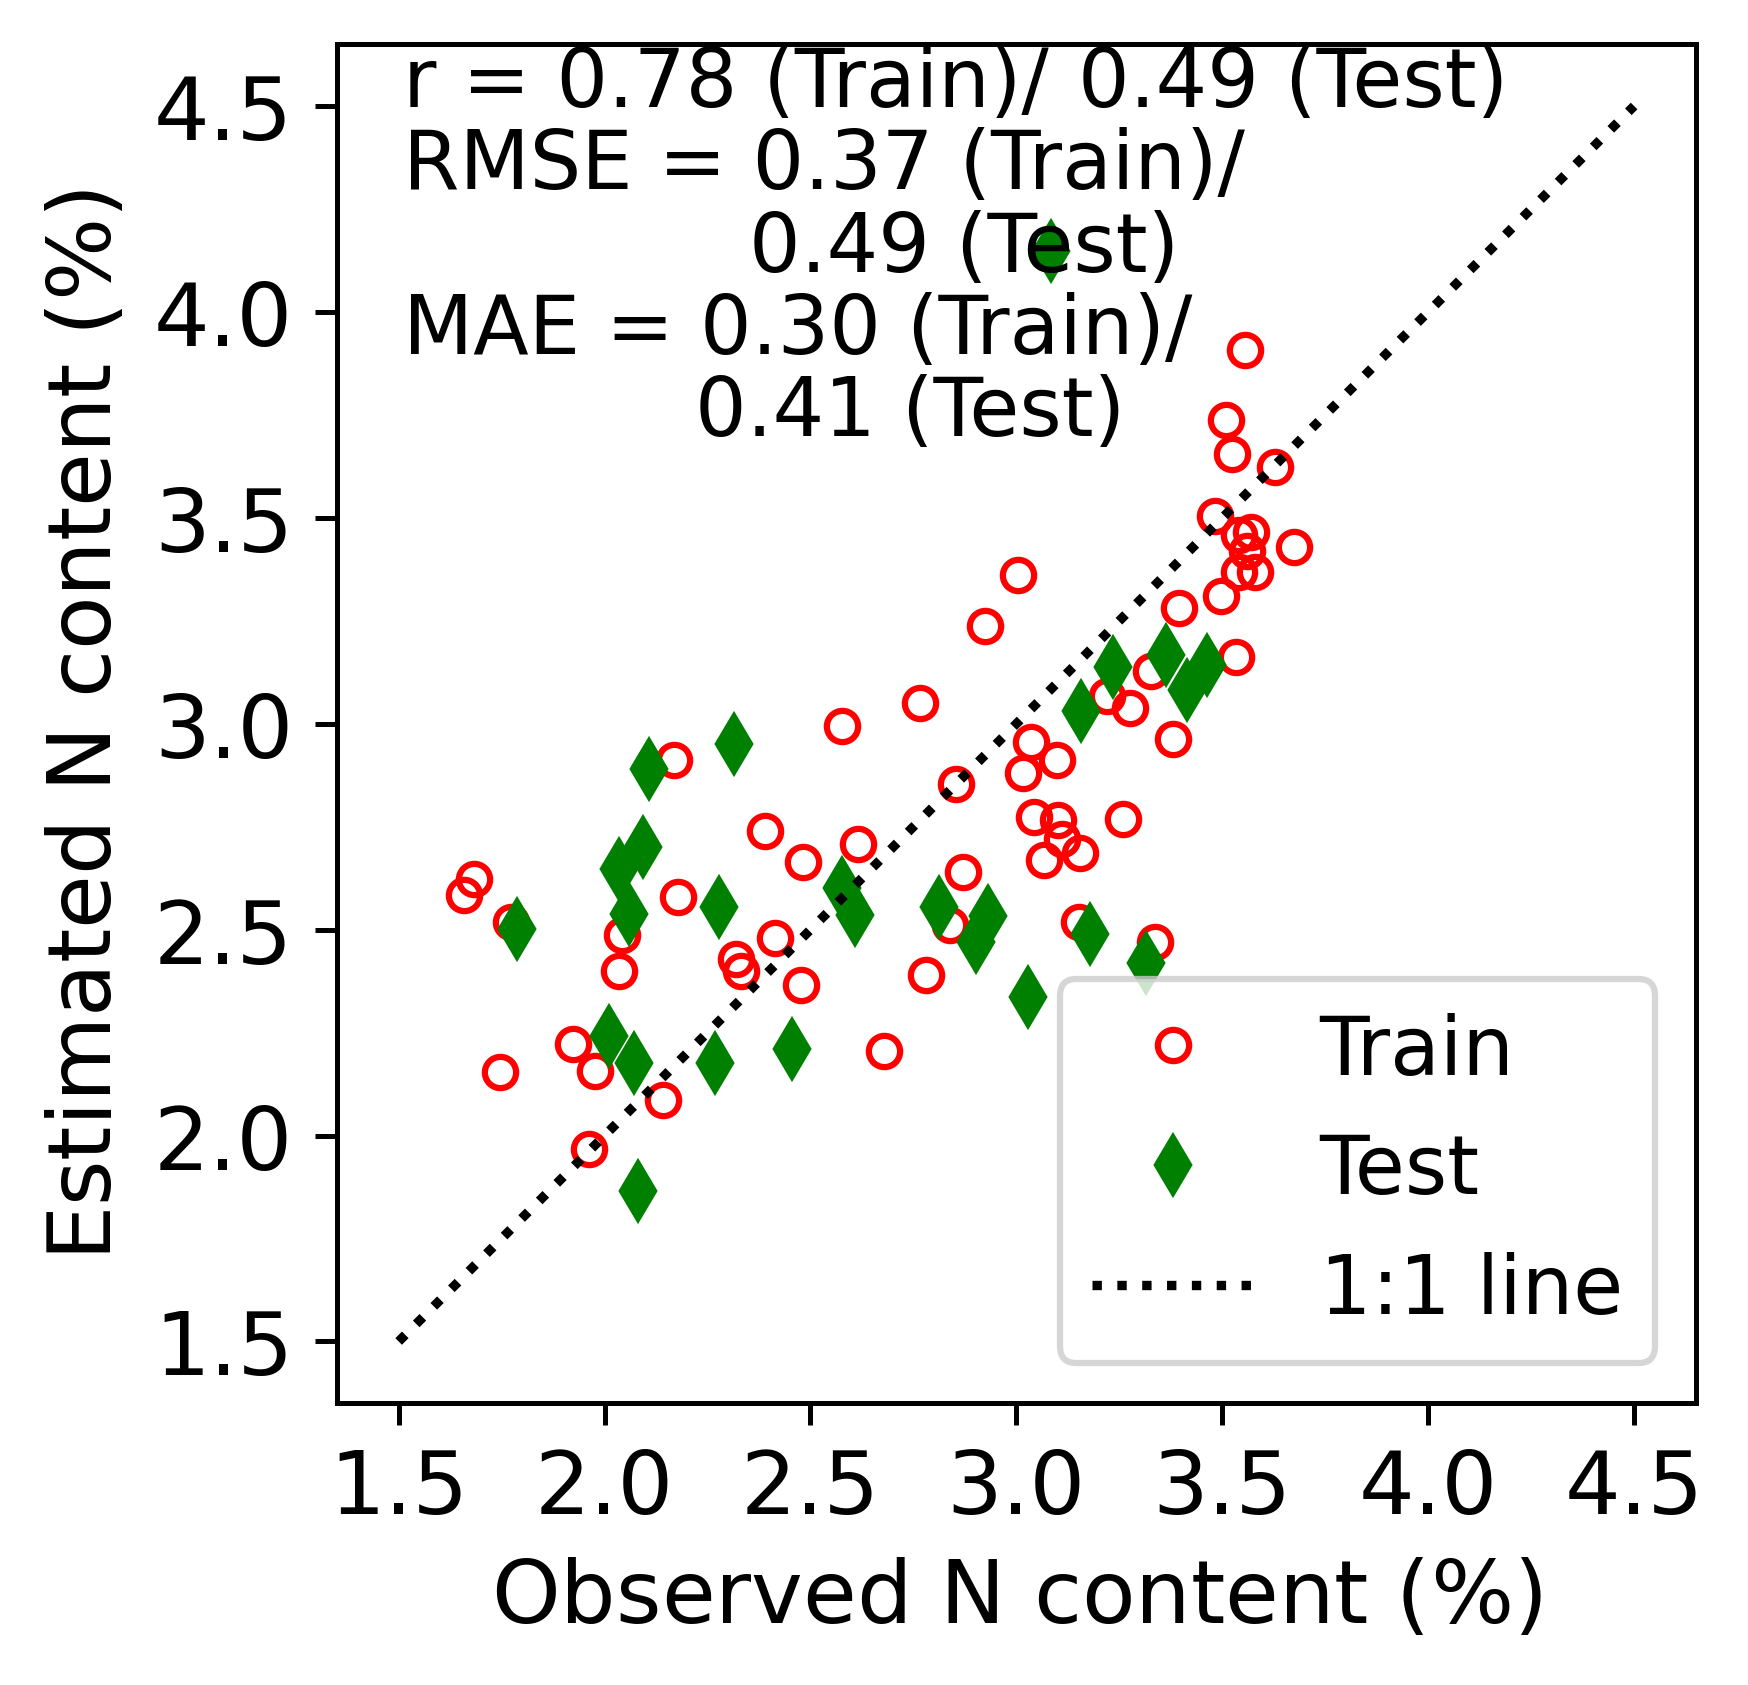 r = 0.78 (Train)/ 0.49 (Test)
RMSE = 0.37 (Train)/
0.49 (Test)
MAE = 0.30 (Train)/
0.41 (Test)
4.5
4.0
3.5
3.0
2.5
2.0
1.5
Estimated N content (%)
Train
Test
1:1 line
1.5 2.0 2.5 3.0 3.5 4.0 4.5
Observed N content (%)